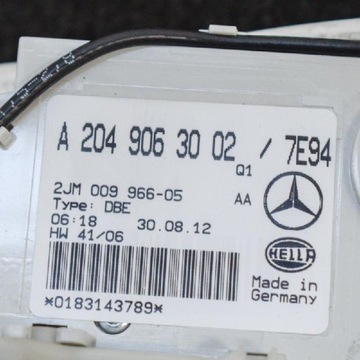 A 204 906 30 02 Q1 / 7E94
2JM 009 966-05 AA
Type: DBE
06:18 30.08.12
HW 41/06
HELLA
Made in
Germany
*0183143789*